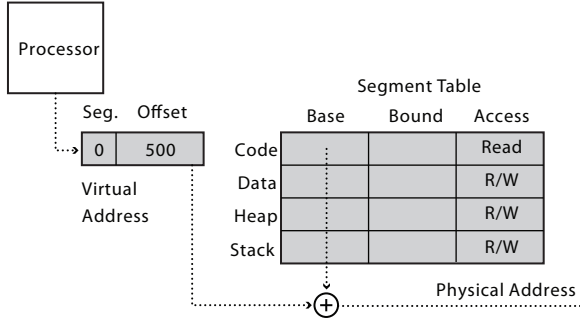 Processor
Segment Table
Seg. Offset
Base Bound Access
0 500
Code Read
Virtual
Address
Data R/W
Heap R/W
Stack R/W
Physical Address